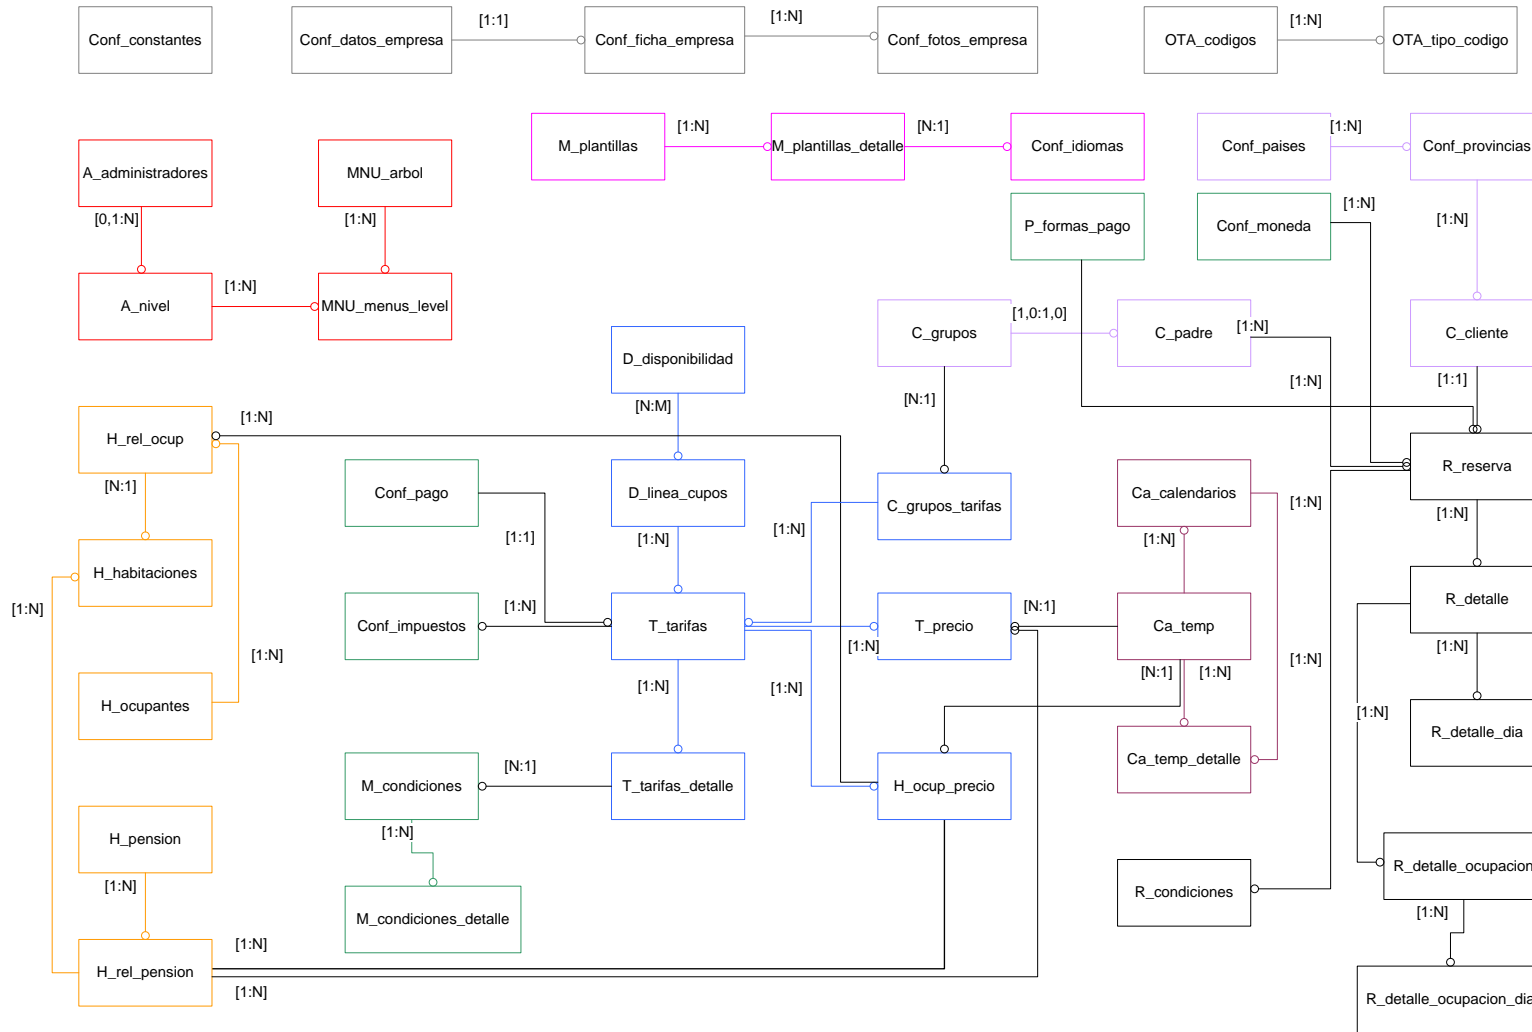 [1:1]
[1:N]
[1:N]
Conf_constantes
Conf_datos_empresa
Conf_ficha_empresa
Conf_fotos_empresa
OTA_codigos
OTA_tipo_codigo
[1:N]
[N:1]
[1:N]
M_plantillas
M_plantillas_detalle
Conf_idiomas
Conf_paises
Conf_provincias
A_administradores
MNU_arbol
[0,1:N]
[1:N]
[1:N]
[1:N]
P_formas_pago
Conf_moneda
[1:N]
A_nivel
MNU_menus_level
[1,0:1,0]
[1:N]
C_grupos
C_padre
C_cliente
D_disponibilidad
[N:M]
[N:1]
[1:N]
[1:1]
[1:N]
H_rel_ocup
[N:1]
Conf_pago
D_linea_cupos
C_grupos_tarifas
Ca_calendarios
R_reserva
[1:1]
[1:N]
[1:N]
[1:N]
[1:N]
[1:N]
H_habitaciones
[1:N]
[1:N]
[N:1]
R_detalle
Conf_impuestos
T_tarifas
T_precio
Ca_temp
[1:N]
[1:N]
[1:N]
[1:N]
[1:N]
[N:1]
[1:N]
[1:N]
[1:N]
H_ocupantes
[1:N]
R_detalle_dia
[N:1]
M_condiciones
T_tarifas_detalle
H_ocup_precio
Ca_temp_detalle
[1:N]
H_pension
[1:N]
R_detalle_ocupacion
R_condiciones
M_condiciones_detalle
[1:N]
[1:N]
H_rel_pension
[1:N]
R_detalle_ocupacion_dia